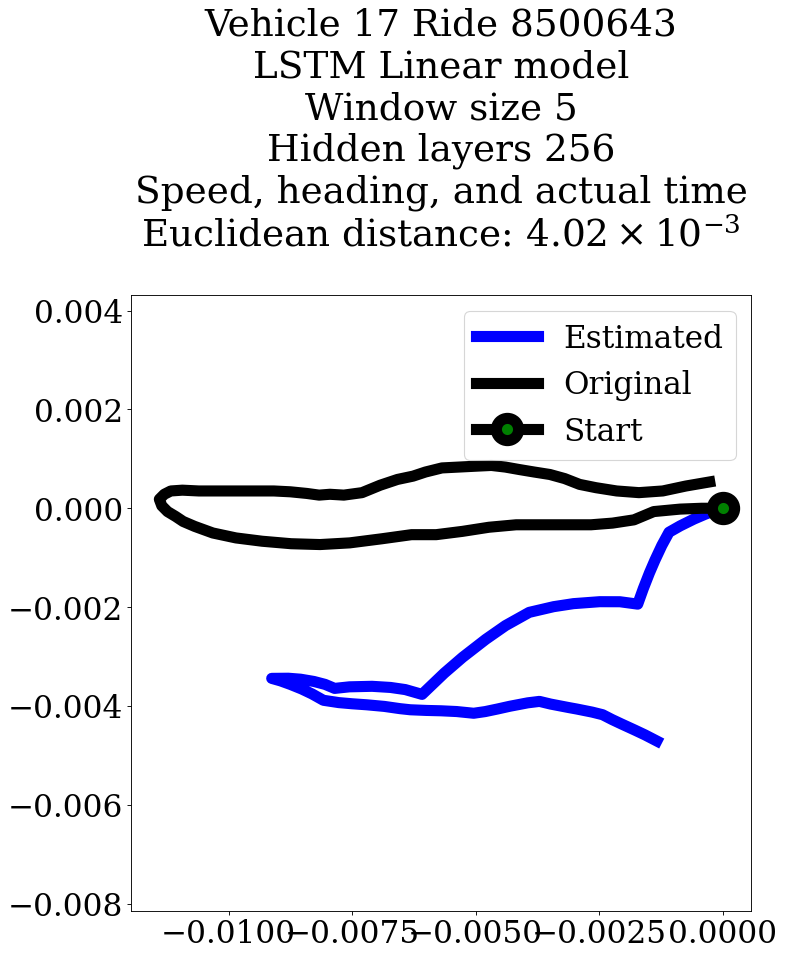 Vehicle 17 Ride 8500643
LSTM Linear model
Window size 5
Hidden layers 256
Speed, heading, and actual time
Euclidean distance: 4.02 × 10⁻³
Estimated
Original
Start
0.004
0.002
0.000
−0.002
−0.004
−0.006
−0.008
−0.0100 −0.0075 −0.0050 −0.0025 0.0000